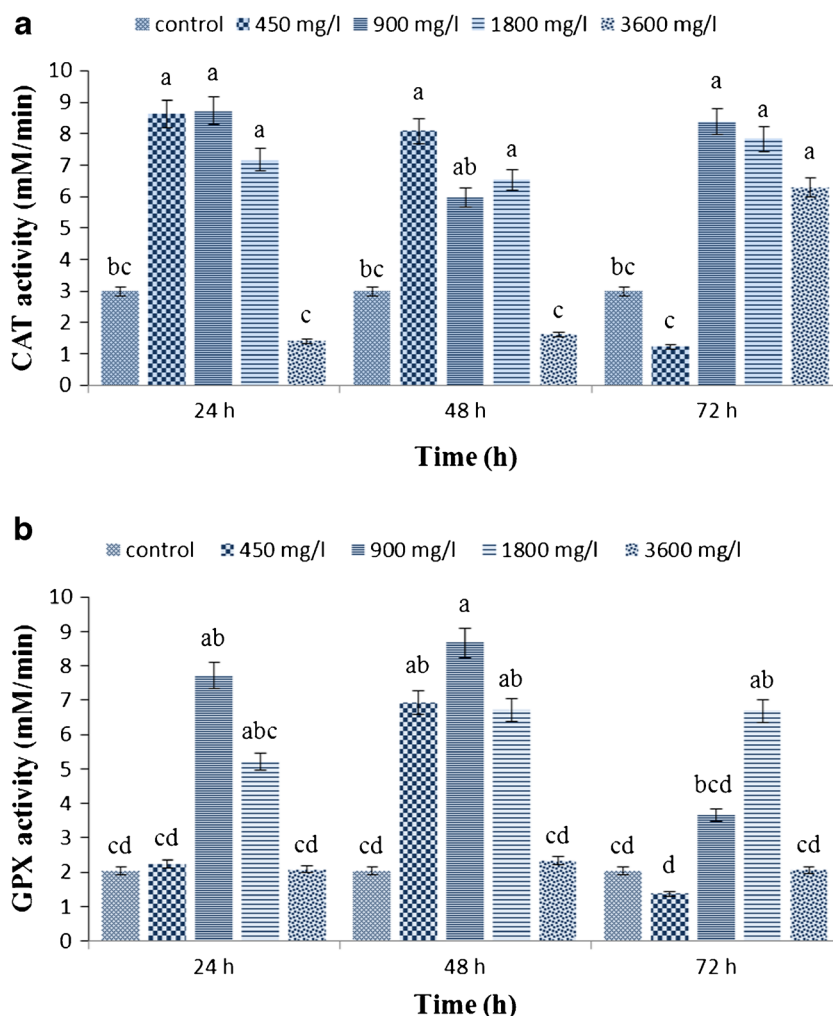 a
control 450 mg/l 900 mg/l 1800 mg/l 3600 mg/l
CAT activity (mM/min)
10
9
8
7
6
5
4
3
2
1
0
bc a a a c
bc a ab a c
bc c a a a
24 h 48 h 72 h
Time (h)
b
control 450 mg/l 900 mg/l 1800 mg/l 3600 mg/l
GPX activity (mM/min)
10
9
8
7
6
5
4
3
2
1
0
cd cd ab abc cd
cd ab a ab cd
cd d bcd ab cd
24 h 48 h 72 h
Time (h)